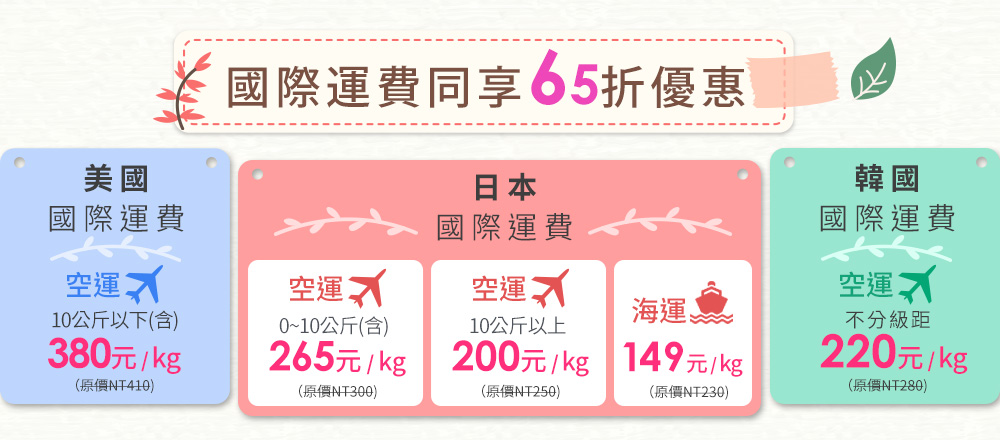 國際運費同享65折優惠
美國
國際運費
空運
10公斤以下(含)
380元/kg
(原價NT410)
日本
國際運費
空運
0~10公斤(含)
265元/kg
(原價NT300)
空運
10公斤以上
200元/kg
(原價NT250)
海運
149元/kg
(原價NT230)
韓國
國際運費
空運
不分級距
220元/kg
(原價NT280)